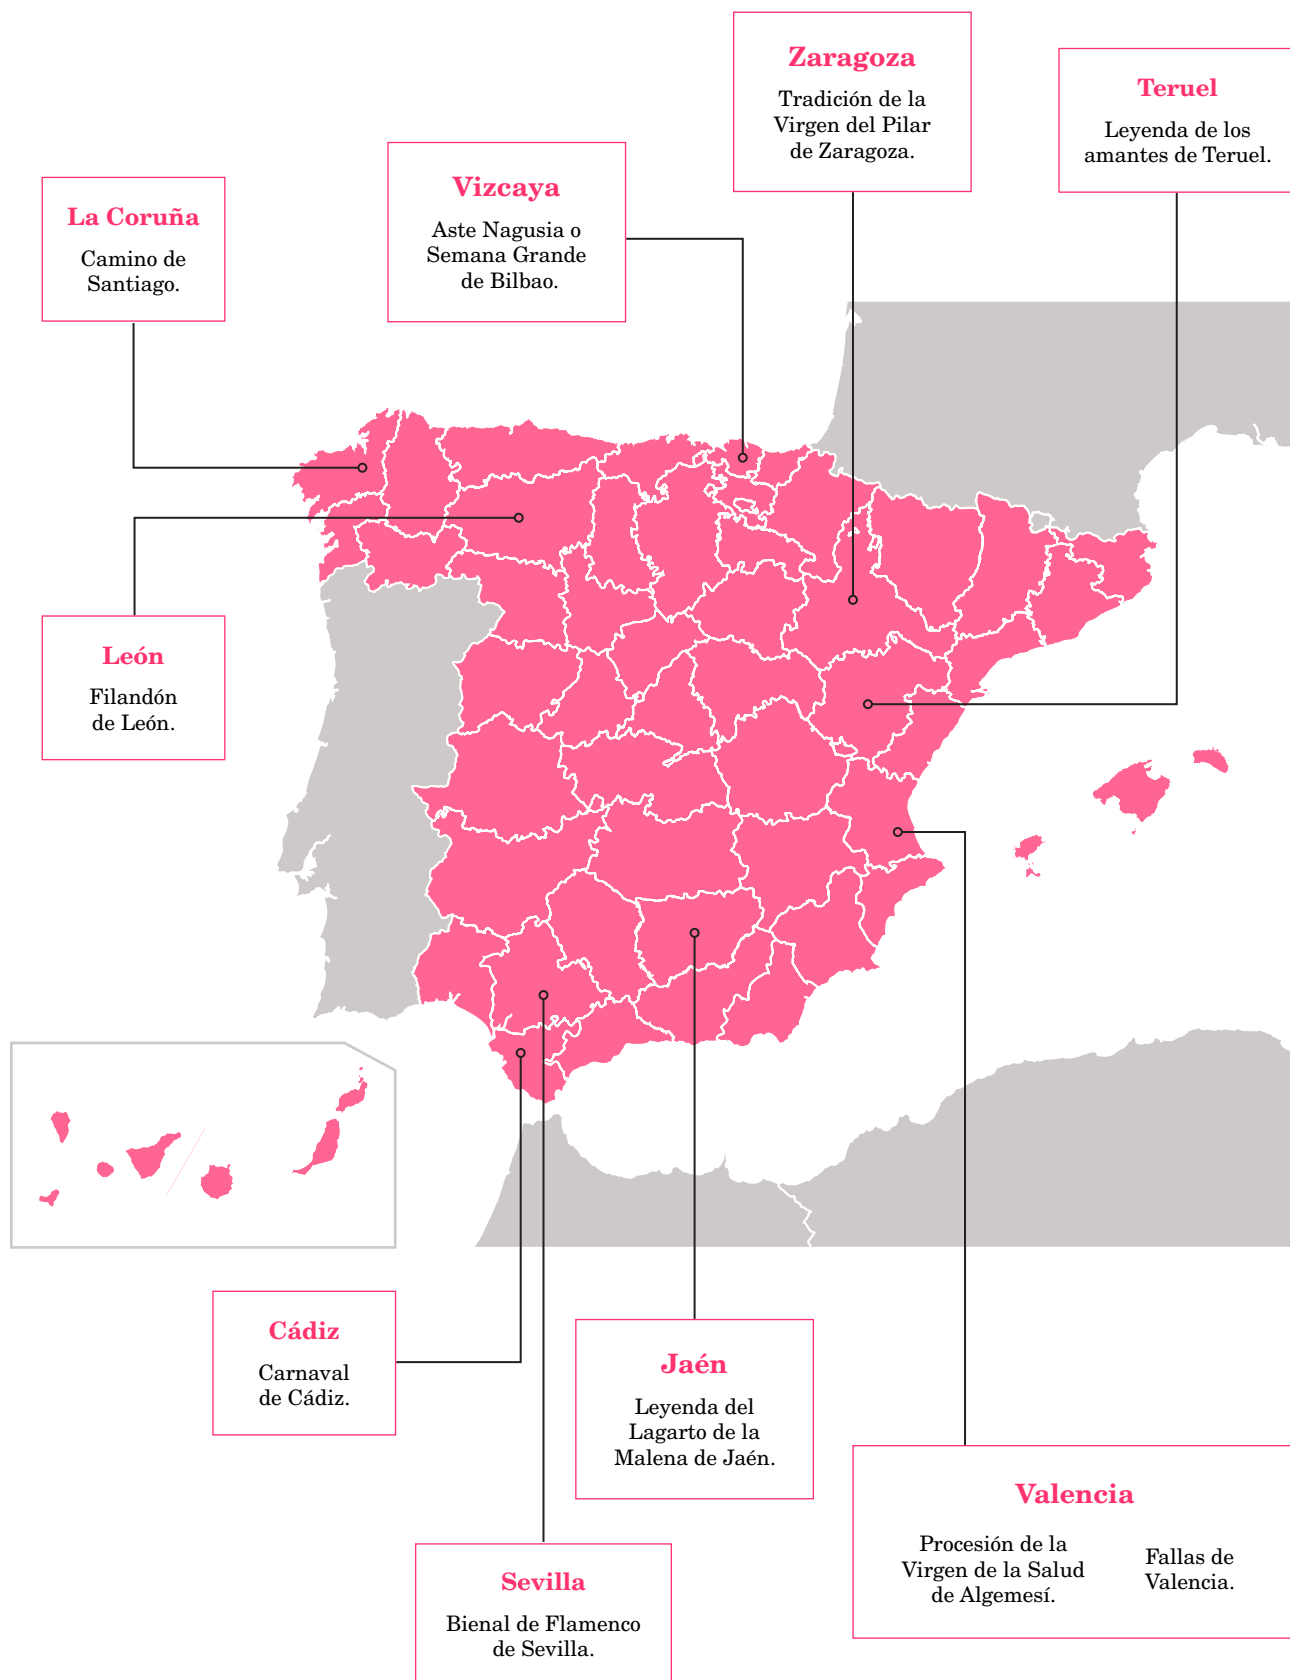 Zaragoza
Tradición de la
Virgen del Pilar
de Zaragoza.
Teruel
Leyenda de los
amantes de Teruel.
Vizcaya
Aste Nagusia o
Semana Grande
de Bilbao.
La Coruña
Camino de
Santiago.
León
Filandón
de León.
Cádiz
Carnaval
de Cádiz.
Jaén
Leyenda del
Lagarto de la
Malena de Jaén.
Valencia
Procesión de la
Virgen de la Salud
de Algemesí.
Fallas de
Valencia.
Sevilla
Bienal de Flamenco
de Sevilla.